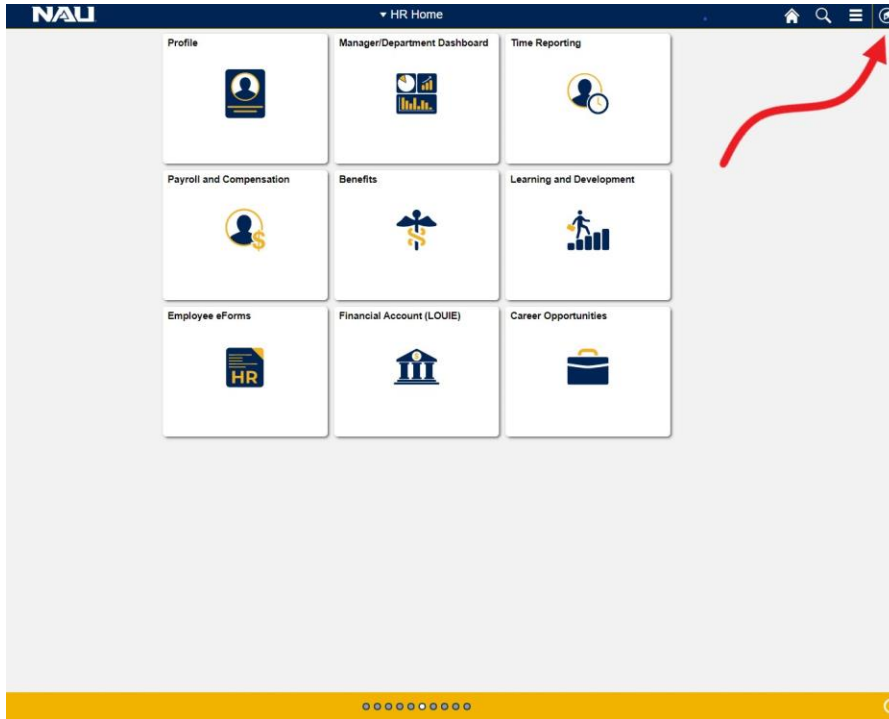 NAU
▾ HR Home
Profile
Manager/Department Dashboard
Time Reporting
Payroll and Compensation
Benefits
Learning and Development
Employee eForms
HR
Financial Account (LOUIE)
Career Opportunities